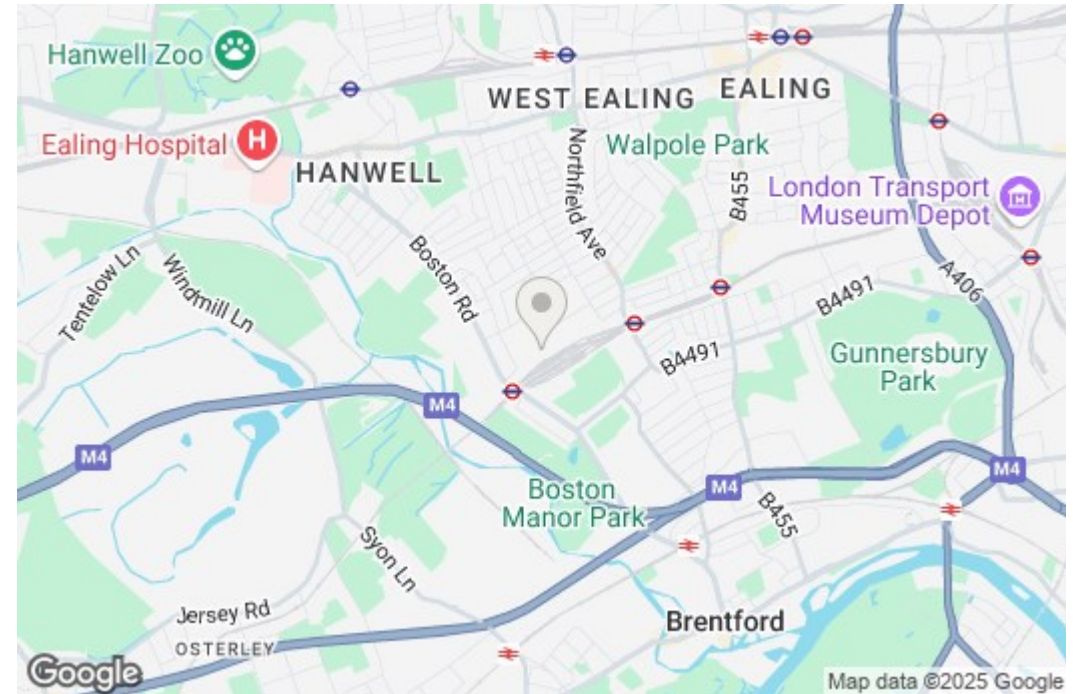 Hanwell Zoo
WEST EALING
EALING
Ealing Hospital
H
HANWELL
Northfield Ave
Walpole Park
B455
London Transport
Museum Depot
Tentelow Ln
Windmill Ln
Boston Rd
A406
B4491
B4491
Gunnersbury
Park
M4
M4
M4
M4
Boston
Manor Park
B455
Syon Ln
Jersey Rd
OSTERLEY
Brentford
Google
Map data ©2025 Google